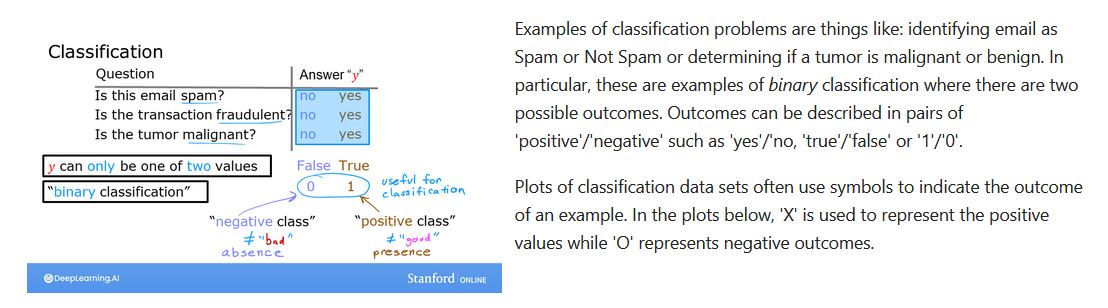 Classification
Question Answer "y"
Is this email spam? no yes
Is the transaction fraudulent? no yes
Is the tumor malignant? no yes
y can only be one of two values
"binary classification"
False True
0 1
useful for
classification
"negative class" "positive class"
≠ "bad" ≠ "good"
absence presence
DeepLearning.AI
Stanford | ONLINE
Examples of classification problems are things like: identifying email as
Spam or Not Spam or determining if a tumor is malignant or benign. In
particular, these are examples of binary classification where there are two
possible outcomes. Outcomes can be described in pairs of
'positive'/'negative' such as 'yes'/'no, 'true'/'false' or '1'/'0'.
Plots of classification data sets often use symbols to indicate the outcome
of an example. In the plots below, 'X' is used to represent the positive
values while 'O' represents negative outcomes.